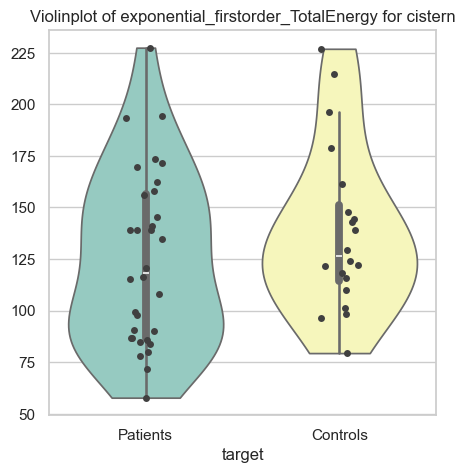 Violinplot of exponential_firstorder_TotalEnergy for cistern
225
200
175
150
125
100
75
50
Patients
Controls
target